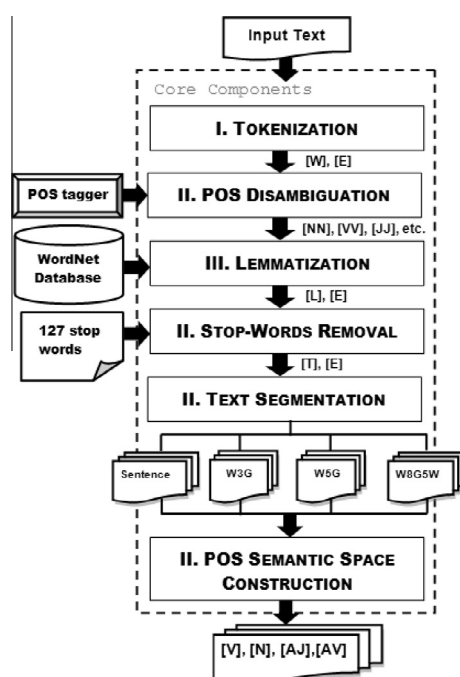 Input Text
Core Components
I. TOKENIZATION
[W], [E]
POS tagger
II. POS DISAMBIGUATION
[NN], [VV], [JJ], etc.
WordNet
Database
III. LEMMATIZATION
[L], [E]
127 stop
words
II. STOP-WORDS REMOVAL
[T], [E]
II. TEXT SEGMENTATION
Sentence
W3G
W5G
W8G5W
II. POS SEMANTIC SPACE
CONSTRUCTION
[V], [N], [AJ],[AV]